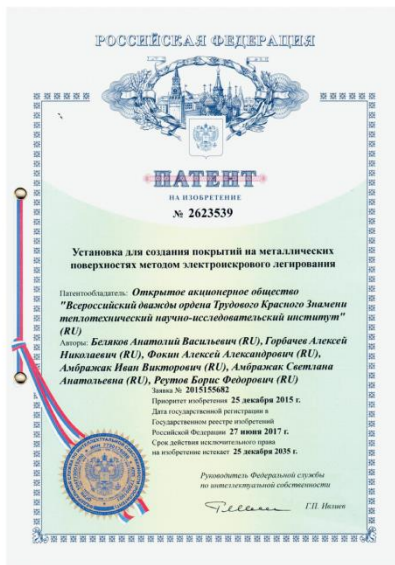 РОССИЙСКАЯ ФЕДЕРАЦИЯ
ПАТЕНТ
НА ИЗОБРЕТЕНИЕ
№ 2623539
Установка для создания покрытий на металлических
поверхностях методом электроискрового легирования
Патентообладатель: Открытое акционерное общество
"Всероссийский дважды ордена Трудового Красного Знамени
теплотехнический научно-исследовательский институт"
(RU)
Авторы: Беляков Анатолий Васильевич (RU), Горбачев Алексей
Николаевич (RU), Фокин Алексей Александрович (RU),
Амбражак Иван Викторович (RU), Амбражак Светлана
Анатольевна (RU), Реутов Борис Федорович (RU)
Заявка № 2015155682
Приоритет изобретения 25 декабря 2015 г.
Дата государственной регистрации в
Государственном реестре изобретений
Российской Федерации 27 июня 2017 г.
Срок действия исключительного права
на изобретение истекает 25 декабря 2035 г.
Руководитель Федеральной службы
по интеллектуальной собственности
Г.П. Ивлиев